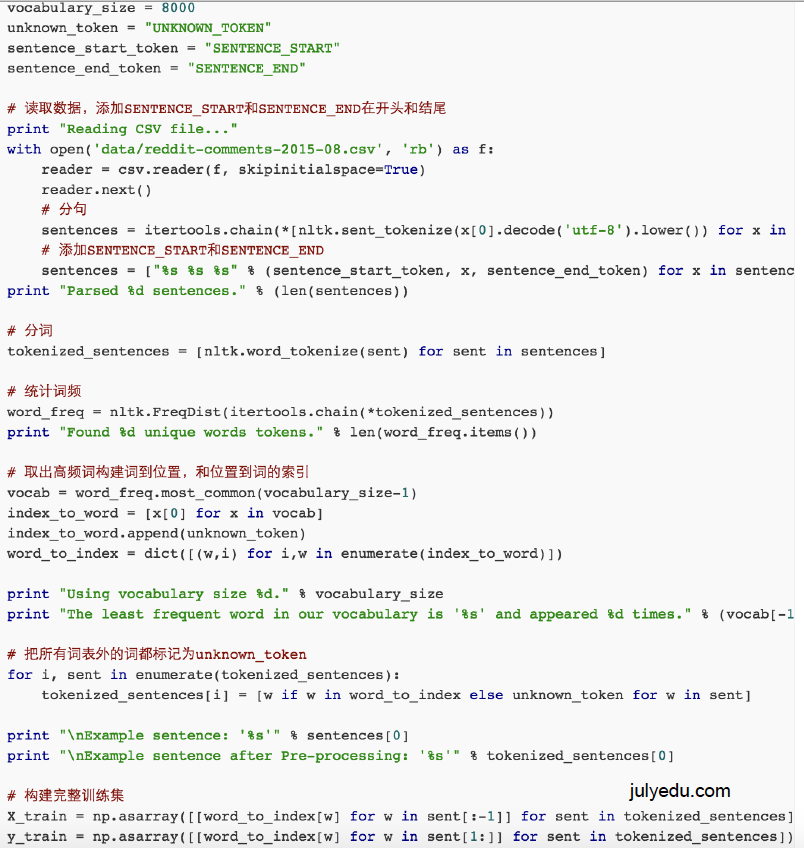 vocabulary_size = 8000
unknown_token = "UNKNOWN_TOKEN"
sentence_start_token = "SENTENCE_START"
sentence_end_token = "SENTENCE_END"

# 读取数据，添加SENTENCE_START和SENTENCE_END在开头和结尾
print "Reading CSV file..."
with open('data/reddit-comments-2015-08.csv', 'rb') as f:
    reader = csv.reader(f, skipinitialspace=True)
    reader.next()
    # 分句
    sentences = itertools.chain(*[nltk.sent_tokenize(x[0].decode('utf-8').lower()) for x in
    # 添加SENTENCE_START和SENTENCE_END
    sentences = ["%s %s %s" % (sentence_start_token, x, sentence_end_token) for x in sentenc
print "Parsed %d sentences." % (len(sentences))

# 分词
tokenized_sentences = [nltk.word_tokenize(sent) for sent in sentences]

# 统计词频
word_freq = nltk.FreqDist(itertools.chain(*tokenized_sentences))
print "Found %d unique words tokens." % len(word_freq.items())

# 取出高频词构建词到位置，和位置到词的索引
vocab = word_freq.most_common(vocabulary_size-1)
index_to_word = [x[0] for x in vocab]
index_to_word.append(unknown_token)
word_to_index = dict([(w,i) for i,w in enumerate(index_to_word)])

print "Using vocabulary size %d." % vocabulary_size
print "The least frequent word in our vocabulary is '%s' and appeared %d times." % (vocab[-1

# 把所有词表外的词都标记为unknown_token
for i, sent in enumerate(tokenized_sentences):
    tokenized_sentences[i] = [w if w in word_to_index else unknown_token for w in sent]

print "\nExample sentence: '%s'" % sentences[0]
print "\nExample sentence after Pre-processing: '%s'" % tokenized_sentences[0]

# 构建完整训练集
julyedu.com
X_train = np.asarray([[word_to_index[w] for w in sent[:-1]] for sent in tokenized_sentences]
y_train = np.asarray([[word_to_index[w] for w in sent[1:]] for sent in tokenized_sentences])